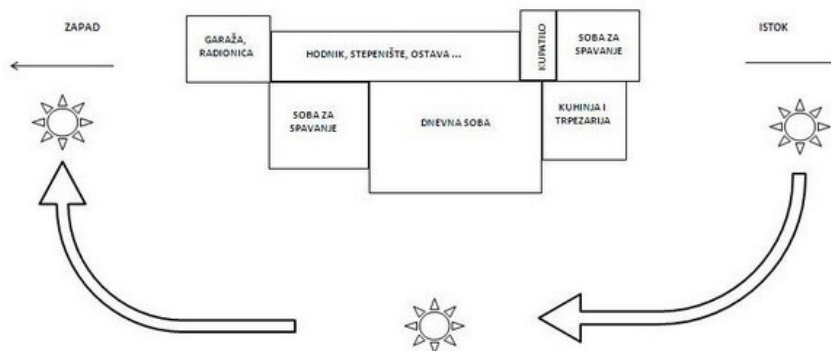 ZAPAD
ISTOK
GARAŽA,
RADIONICA
HODNIK, STEPENIŠTE, OSTAVA ...
KUPATILO
SOBA ZA
SPAVANJE
SOBA ZA
SPAVANJE
DNEVNA SOBA
KUHINJA I
TRPEZARIJA